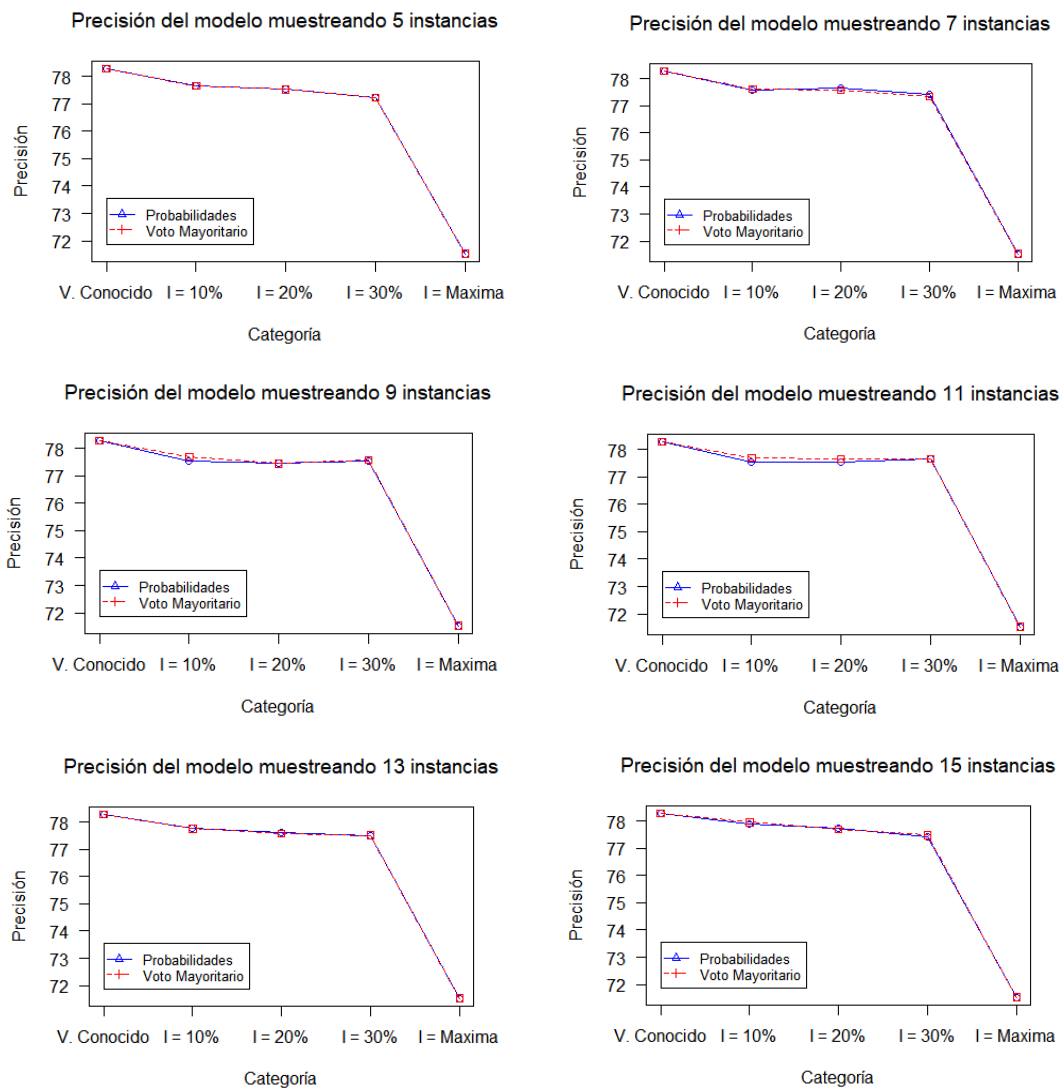 Precisión del modelo muestreando 5 instancias
Precisión
78
77
76
75
74
73
72
Probabilidades
Voto Mayoritario
V. Conocido I = 10% I = 20% I = 30% I = Maxima
Categoría
Precisión del modelo muestreando 7 instancias
Precisión
78
77
76
75
74
73
72
Probabilidades
Voto Mayoritario
V. Conocido I = 10% I = 20% I = 30% I = Maxima
Categoría
Precisión del modelo muestreando 9 instancias
Precisión
78
77
76
75
74
73
72
Probabilidades
Voto Mayoritario
V. Conocido I = 10% I = 20% I = 30% I = Maxima
Categoría
Precisión del modelo muestreando 11 instancias
Precisión
78
77
76
75
74
73
72
Probabilidades
Voto Mayoritario
V. Conocido I = 10% I = 20% I = 30% I = Maxima
Categoría
Precisión del modelo muestreando 13 instancias
Precisión
78
77
76
75
74
73
72
Probabilidades
Voto Mayoritario
V. Conocido I = 10% I = 20% I = 30% I = Maxima
Categoría
Precisión del modelo muestreando 15 instancias
Precisión
78
77
76
75
74
73
72
Probabilidades
Voto Mayoritario
V. Conocido I = 10% I = 20% I = 30% I = Maxima
Categoría